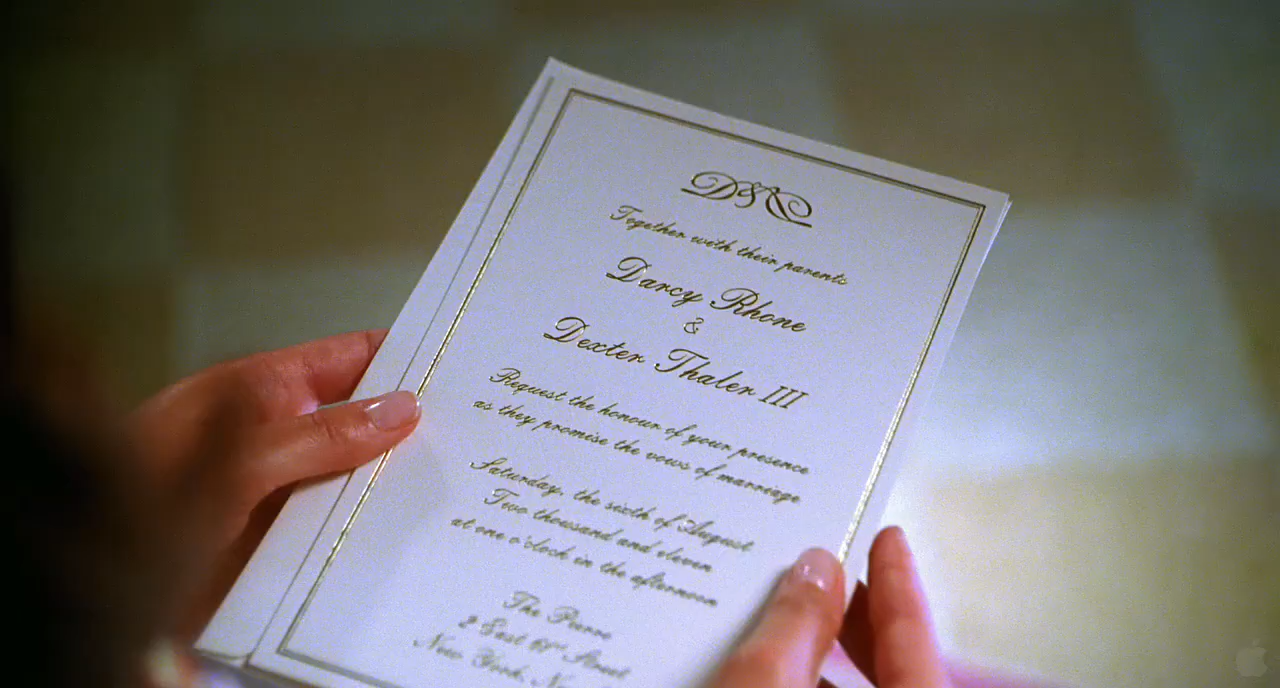 D&R
Together with their parents
Darcy Rhone
&
Dexter Thaler III
Request the honour of your presence
as they promise the vows of marriage
Saturday, the sixth of August
Two thousand and eleven
at one o'clock in the afternoon
The Pierre
2 East 61st Street
New York, New